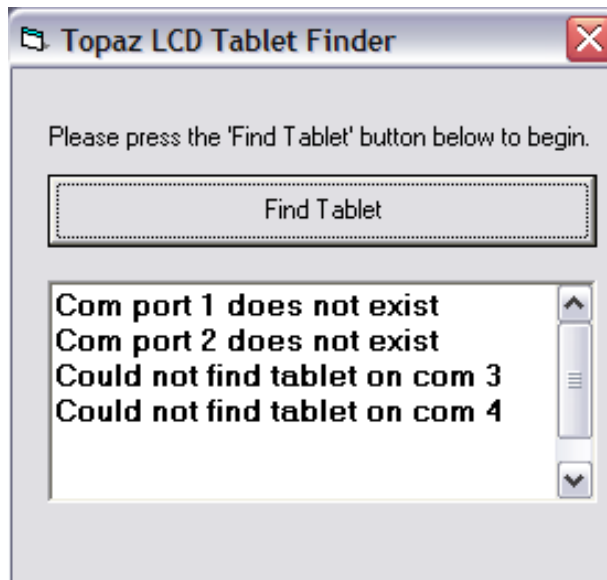 Topaz LCD Tablet Finder
Please press the 'Find Tablet' button below to begin.
Find Tablet
Com port 1 does not exist
Com port 2 does not exist
Could not find tablet on com 3
Could not find tablet on com 4